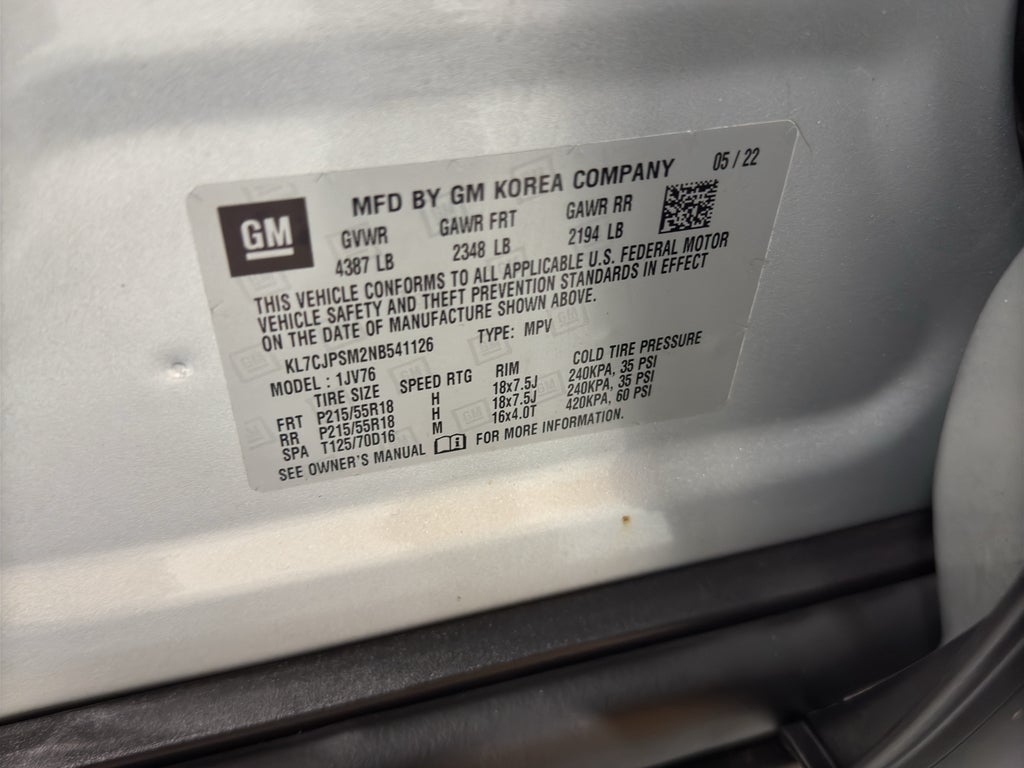 GM
MFD BY GM KOREA COMPANY 05 / 22
GVWR GAWR FRT GAWR RR
4387 LB 2348 LB 2194 LB
THIS VEHICLE CONFORMS TO ALL APPLICABLE U.S. FEDERAL MOTOR
VEHICLE SAFETY AND THEFT PREVENTION STANDARDS IN EFFECT
ON THE DATE OF MANUFACTURE SHOWN ABOVE.
KL7CJPSM2NB541126 TYPE: MPV
MODEL : 1JV76
TIRE SIZE SPEED RTG RIM COLD TIRE PRESSURE
FRT P215/55R18 H 18x7.5J 240KPA, 35 PSI
RR P215/55R18 H 18x7.5J 240KPA, 35 PSI
SPA T125/70D16 M 16x4.0T 420KPA, 60 PSI
SEE OWNER'S MANUAL FOR MORE INFORMATION.